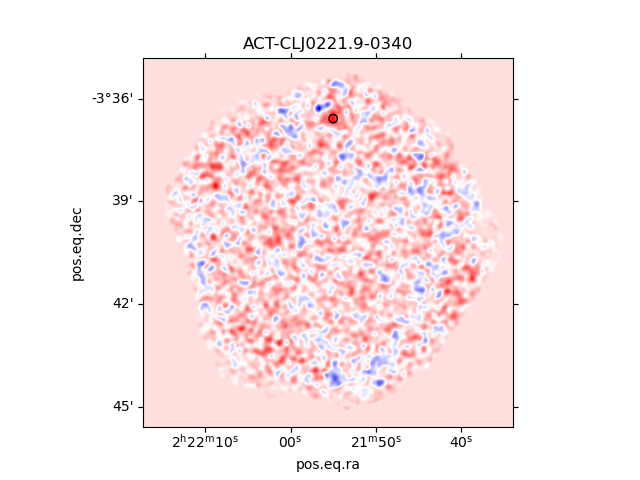 ACT-CLJ0221.9-0340
-3°36'
39'
42'
45'
2ʰ22ᵐ10ˢ 00ˢ 21ᵐ50ˢ 40ˢ
pos.eq.ra
pos.eq.dec